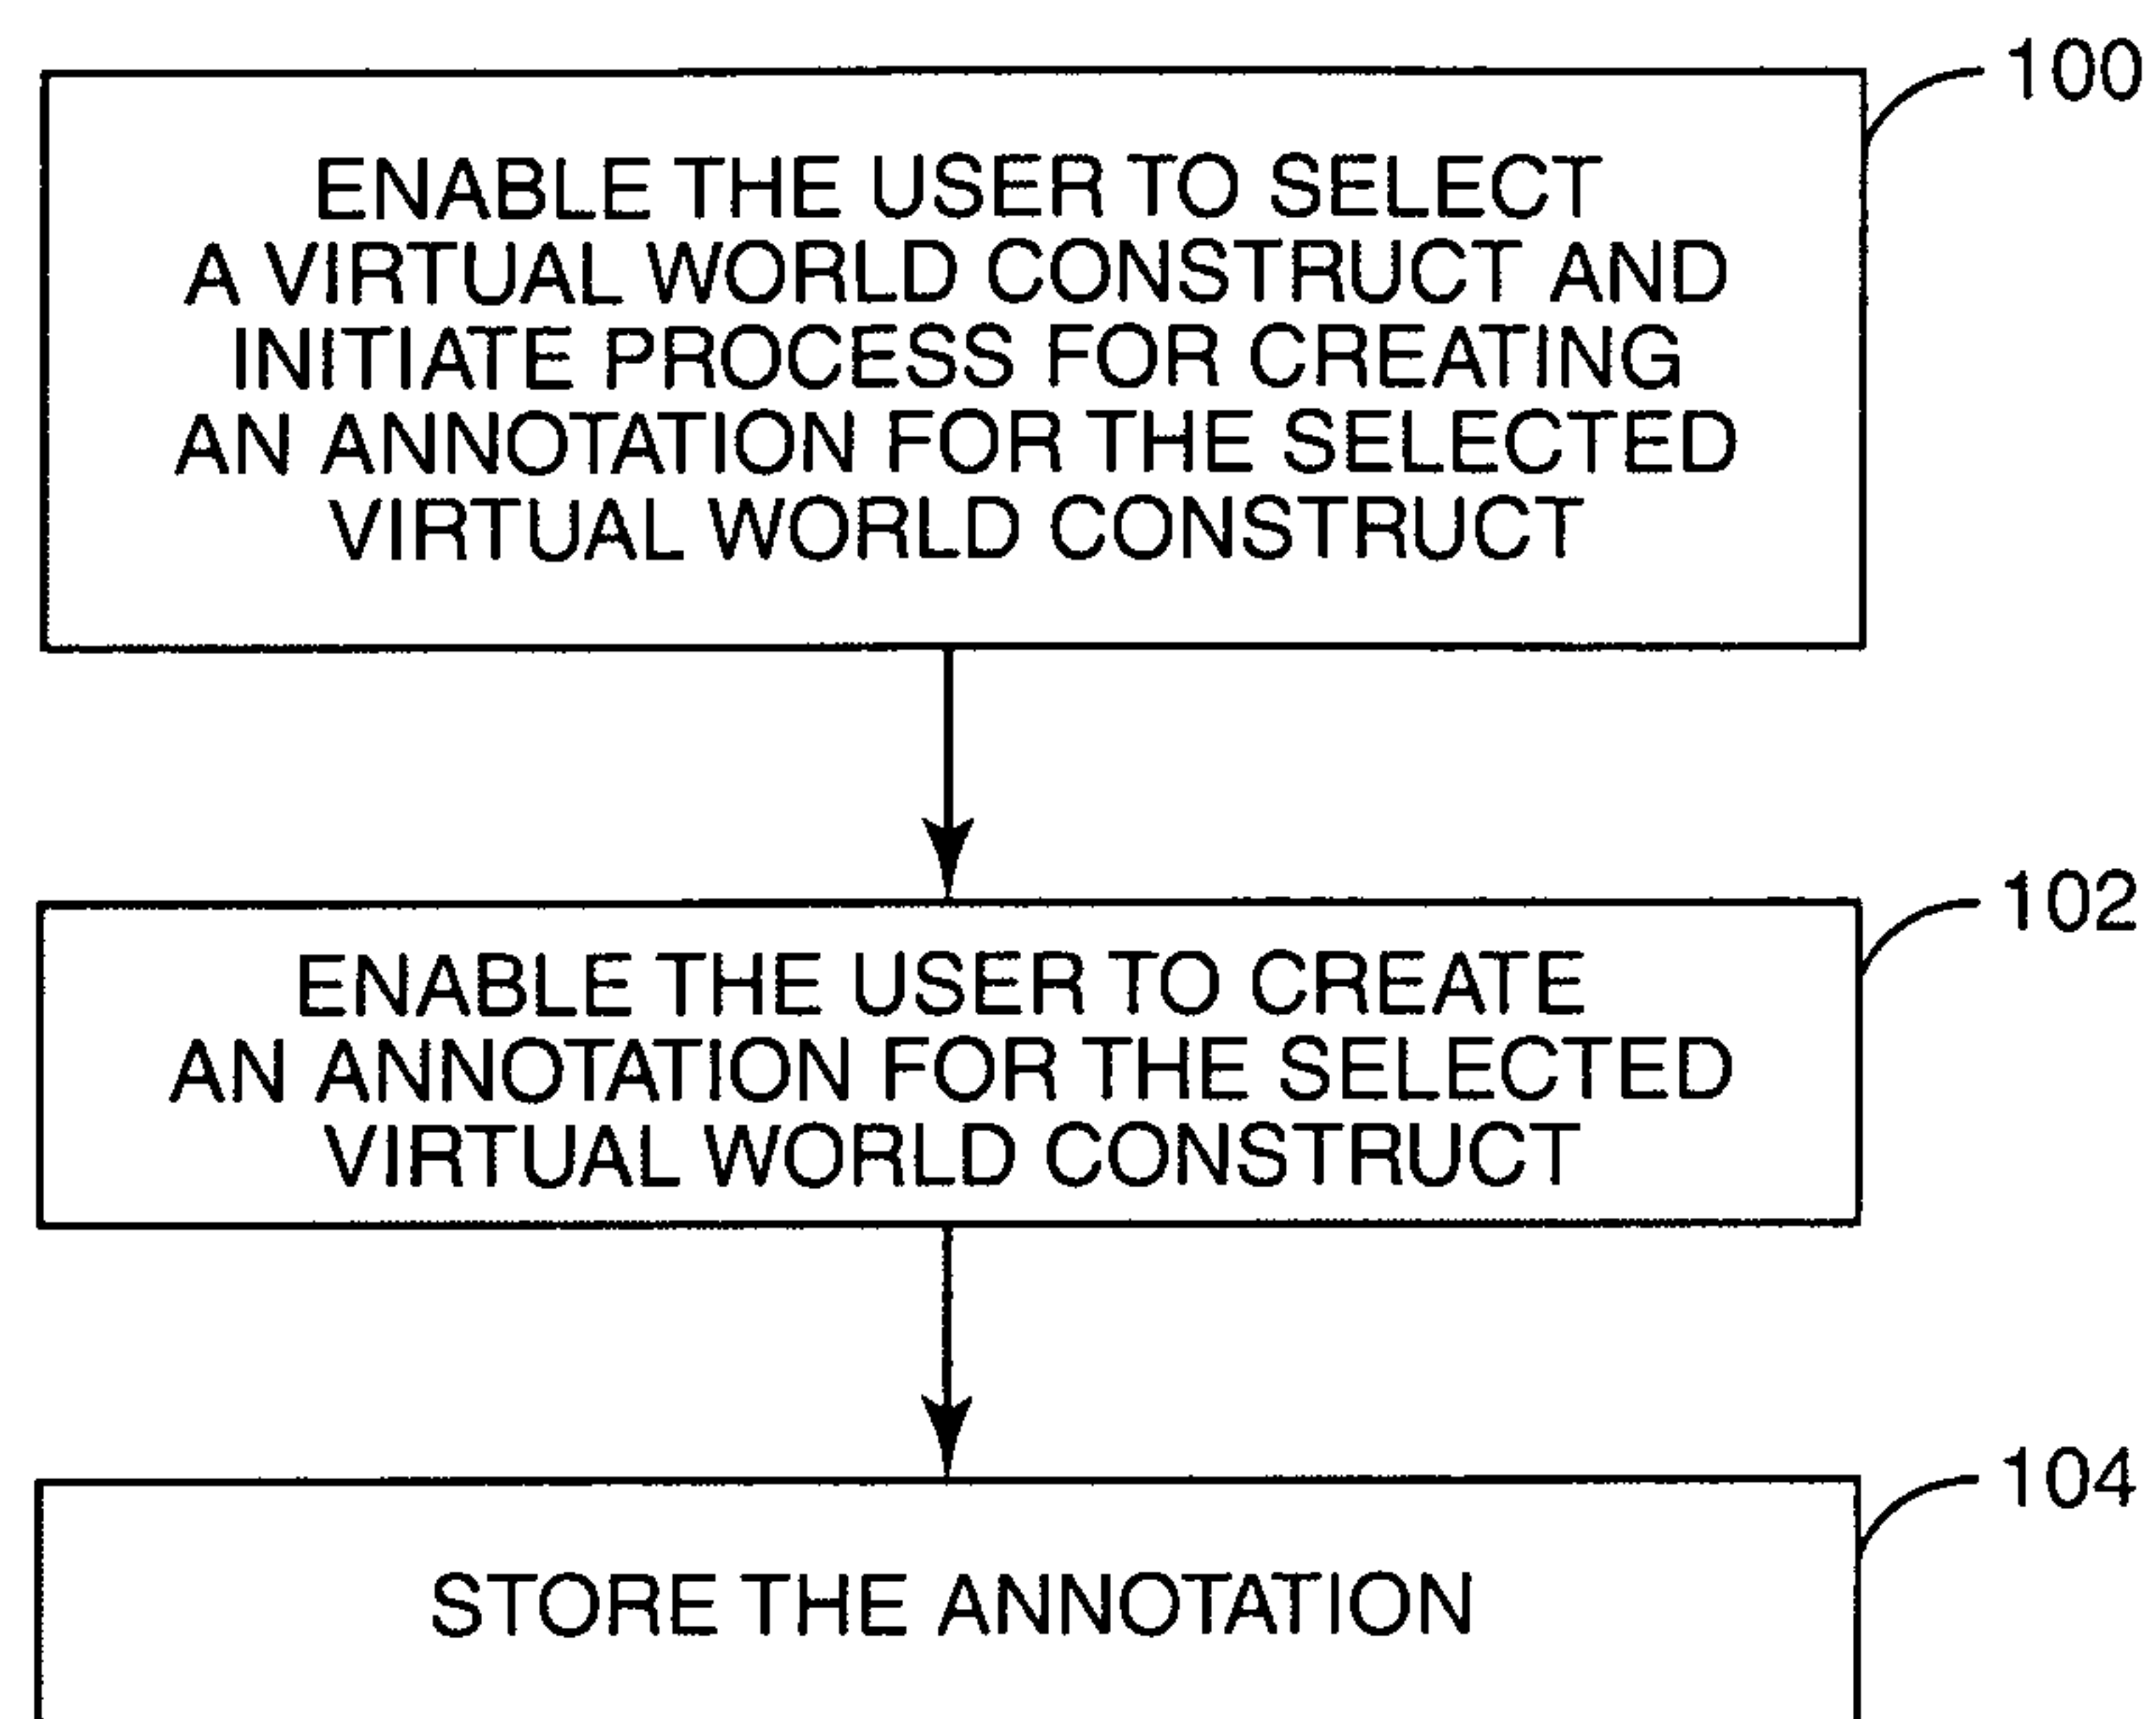 100
ENABLE THE USER TO SELECT
A VIRTUAL WORLD CONSTRUCT AND
INITIATE PROCESS FOR CREATING
AN ANNOTATION FOR THE SELECTED
VIRTUAL WORLD CONSTRUCT
102
ENABLE THE USER TO CREATE
AN ANNOTATION FOR THE SELECTED
VIRTUAL WORLD CONSTRUCT
104
STORE THE ANNOTATION